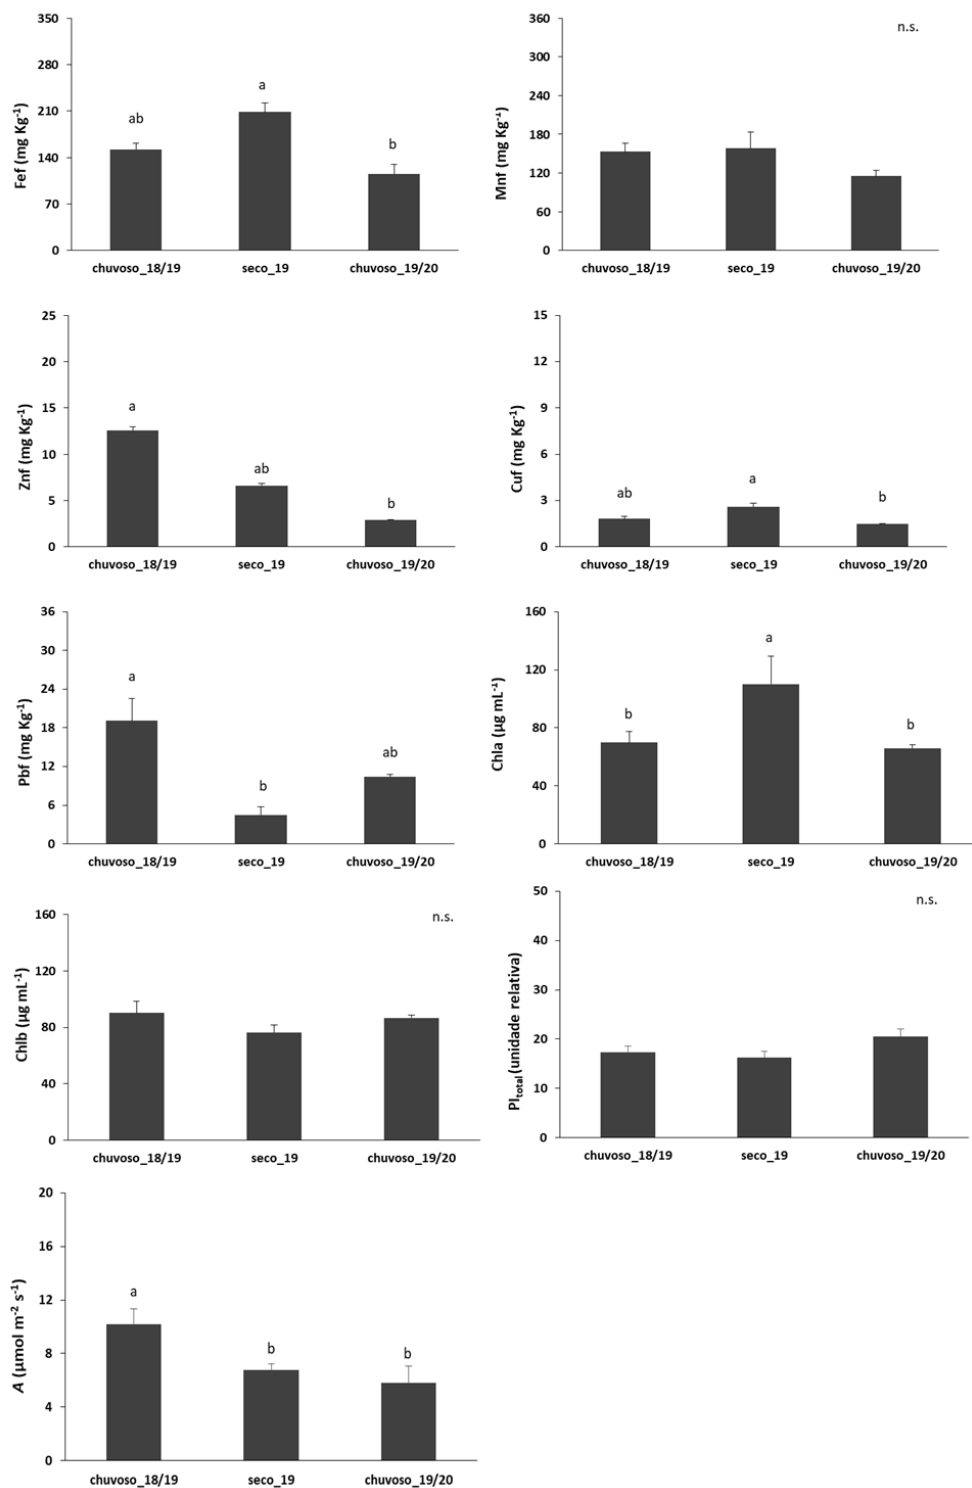 350
280
210
140
70
0
Fef (mg Kg⁻¹)
ab
a
b
chuvoso_18/19 seco_19 chuvoso_19/20
360
300
240
180
120
60
0
Mnf (mg Kg⁻¹)
n.s.
chuvoso_18/19 seco_19 chuvoso_19/20
25
20
15
10
5
0
Znf (mg Kg⁻¹)
a
ab
b
chuvoso_18/19 seco_19 chuvoso_19/20
15
12
9
6
3
0
Cuf (mg Kg⁻¹)
ab
a
b
chuvoso_18/19 seco_19 chuvoso_19/20
36
30
24
18
12
6
0
Pbf (mg Kg⁻¹)
a
b
ab
chuvoso_18/19 seco_19 chuvoso_19/20
160
120
80
40
0
Chla (µg mL⁻¹)
b
a
b
chuvoso_18/19 seco_19 chuvoso_19/20
160
120
80
40
0
Chlb (µg mL⁻¹)
n.s.
chuvoso_18/19 seco_19 chuvoso_19/20
50
40
30
20
10
0
PI_total (unidade relativa)
n.s.
chuvoso_18/19 seco_19 chuvoso_19/20
20
16
12
8
4
0
A (µmol m⁻² s⁻¹)
a
b
b
chuvoso_18/19 seco_19 chuvoso_19/20